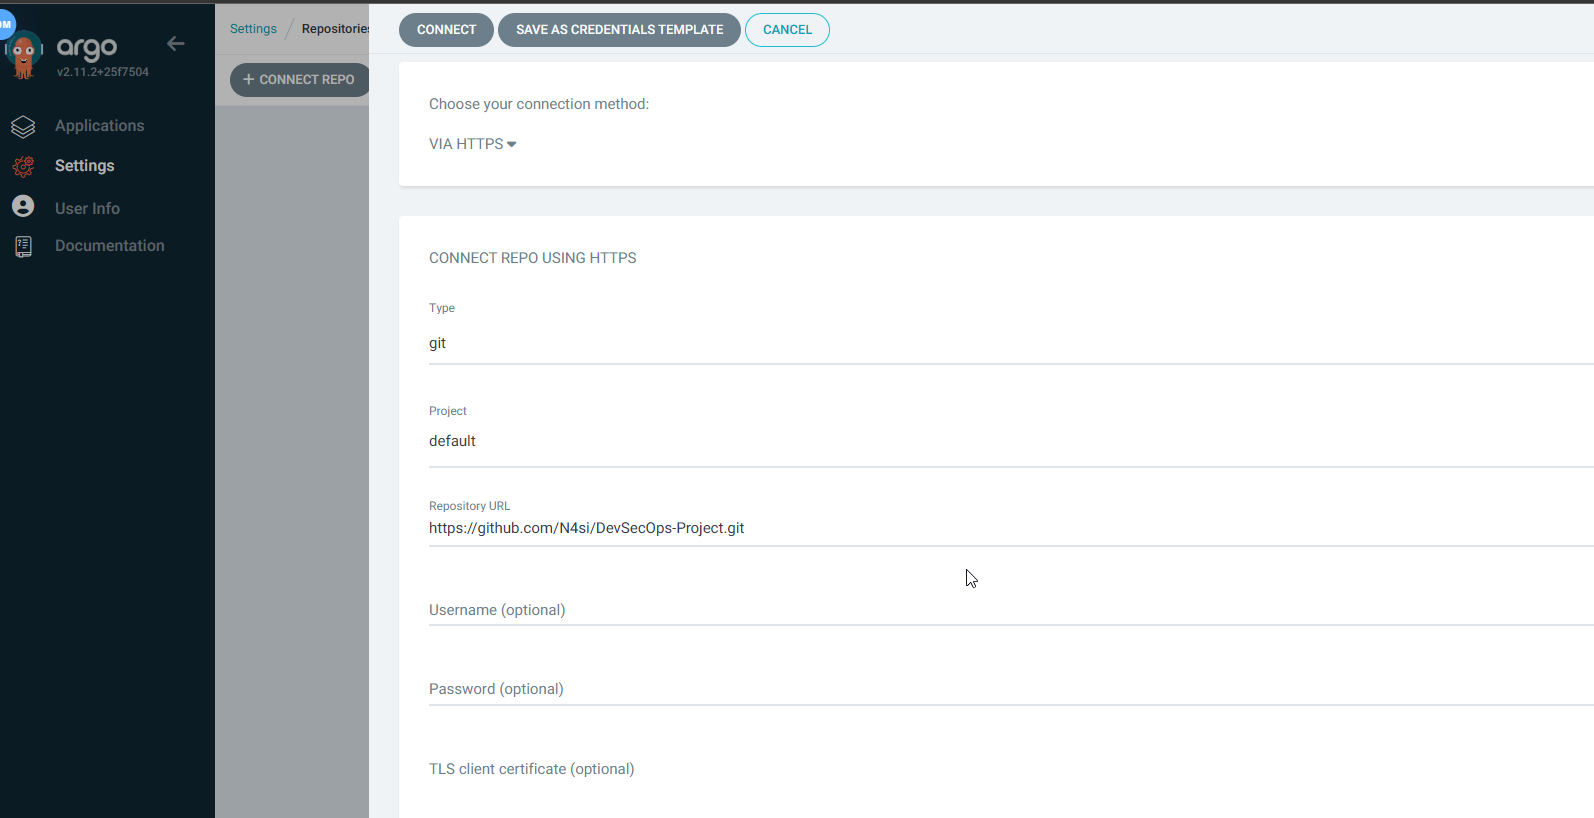 OM
argo
v2.11.2+25f7504
Applications
Settings
User Info
Documentation
Settings / Repositories
+ CONNECT REPO
CONNECT
SAVE AS CREDENTIALS TEMPLATE
CANCEL
Choose your connection method:
VIA HTTPS
CONNECT REPO USING HTTPS
Type
git
Project
default
Repository URL
https://github.com/N4si/DevSecOps-Project.git
Username (optional)
Password (optional)
TLS client certificate (optional)